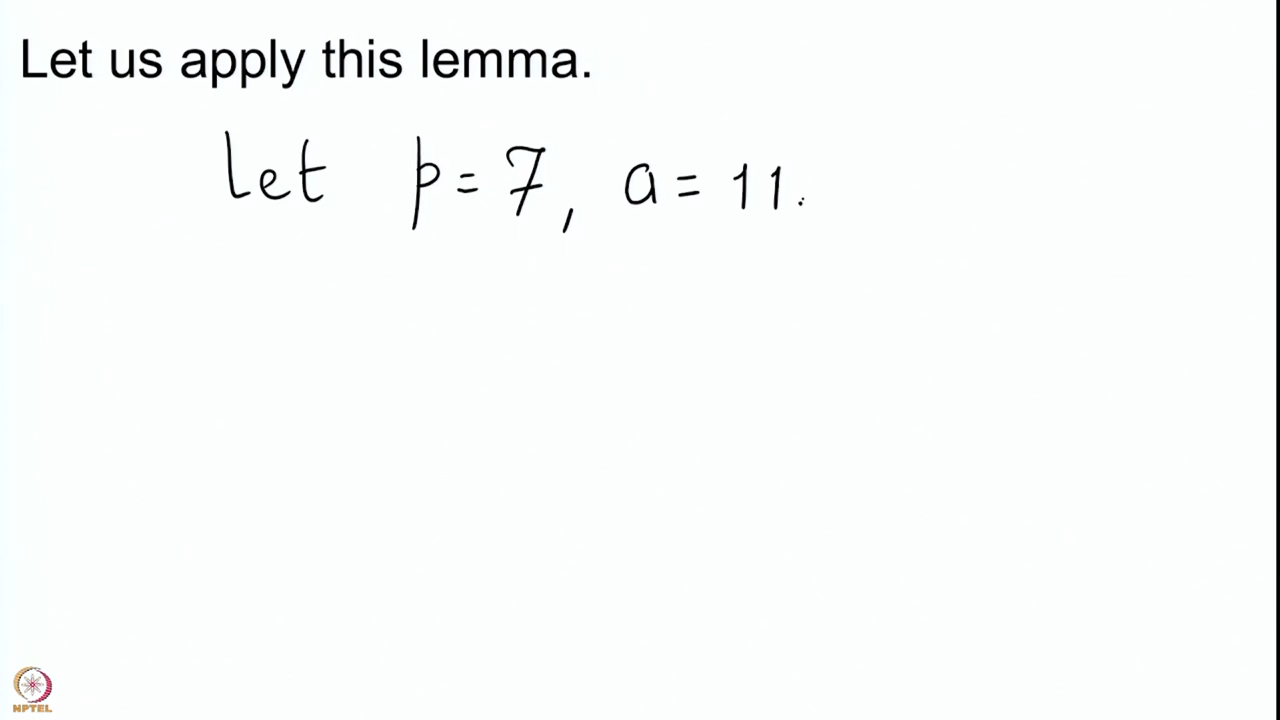 Let us apply this lemma.
Let p = 7, a = 11.
NPTEL